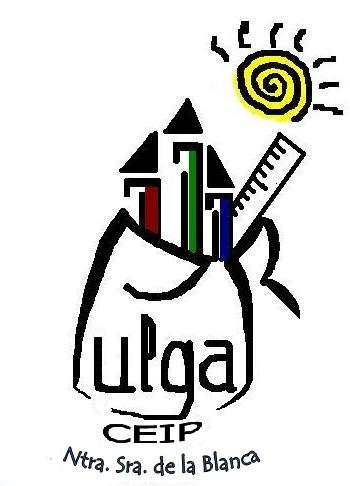 ulga
CEIP
Ntra. Sra. de la Blanca